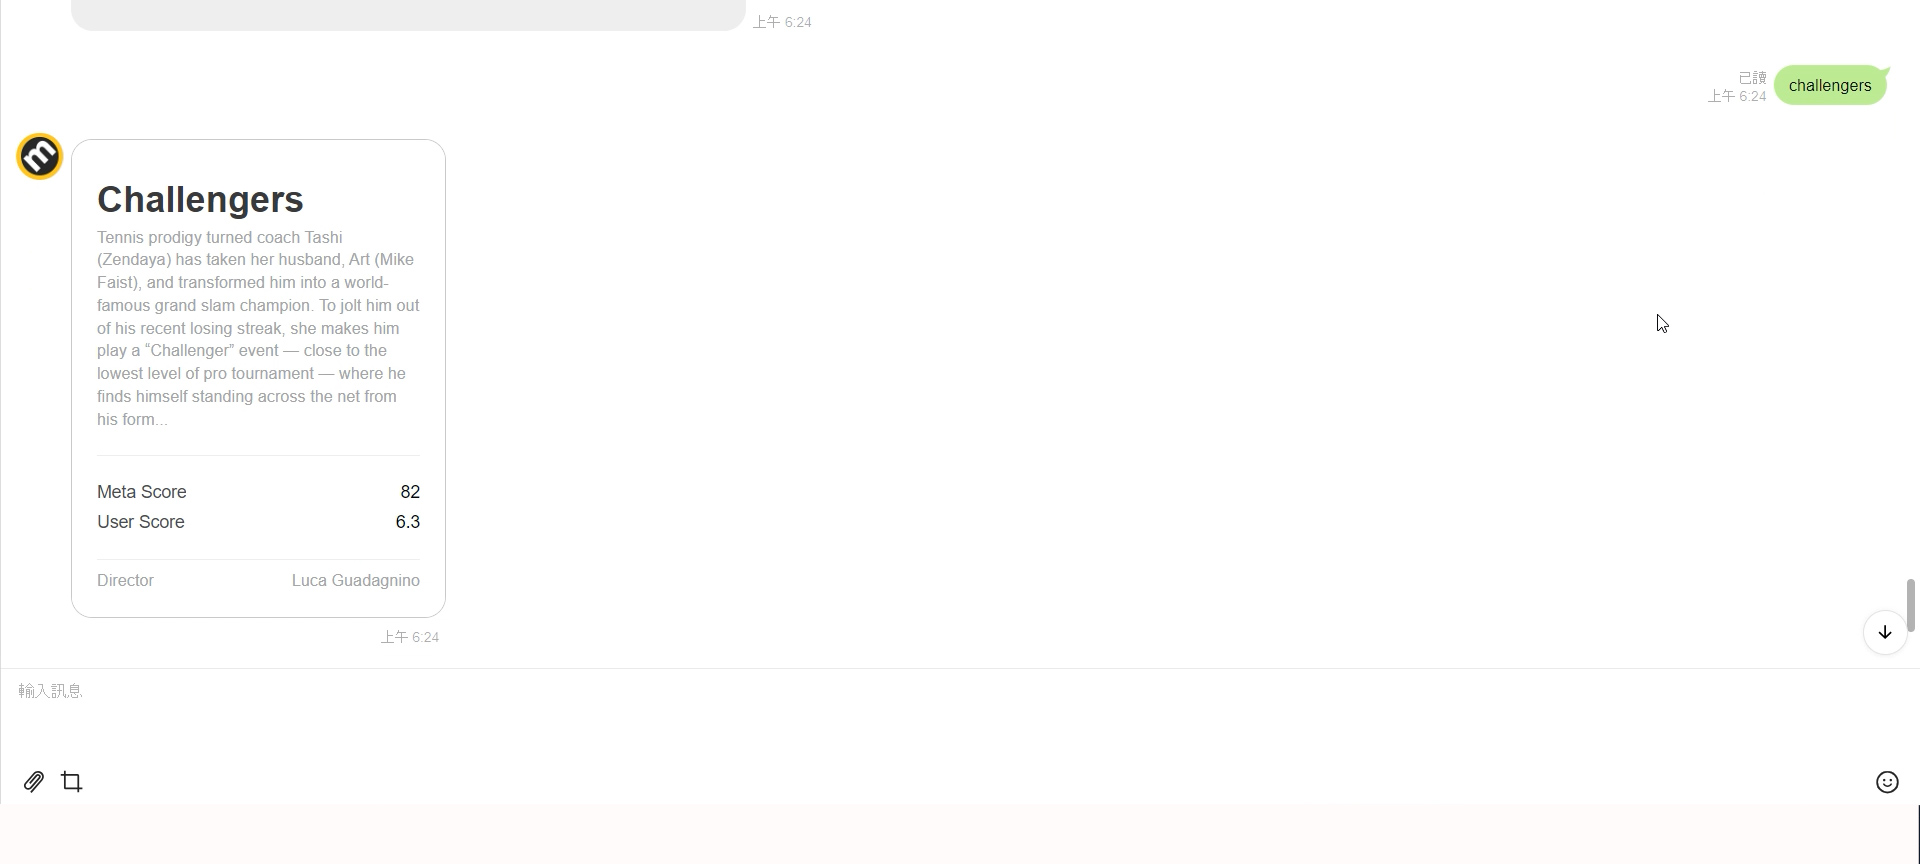 上午 6:24
已讀
上午 6:24
challengers
m
Challengers
Tennis prodigy turned coach Tashi
(Zendaya) has taken her husband, Art (Mike
Faist), and transformed him into a world-
famous grand slam champion. To jolt him out
of his recent losing streak, she makes him
play a “Challenger” event — close to the
lowest level of pro tournament — where he
finds himself standing across the net from
his form...
Meta Score 82
User Score 6.3
Director Luca Guadagnino
上午 6:24
輸入訊息